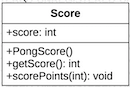 Score
+score: int
+PongScore()
+getScore(): int
+scorePoints(int): void